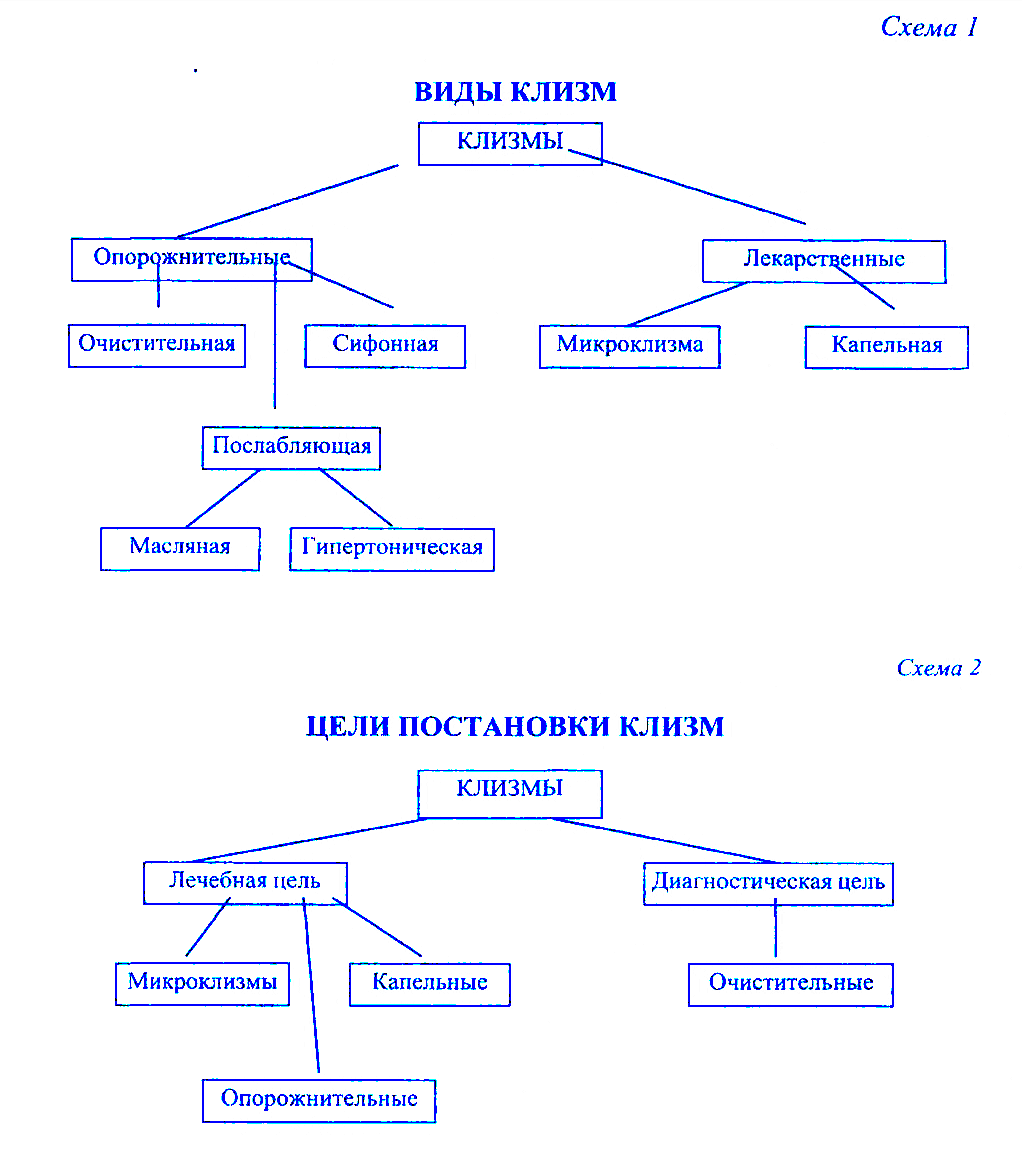 Схема 1
ВИДЫ КЛИЗМ
КЛИЗМЫ
Опорожнительные
Лекарственные
Очистительная
Сифонная
Микроклизма
Капельная
Послабляющая
Масляная
Гипертоническая
Схема 2
ЦЕЛИ ПОСТАНОВКИ КЛИЗМ
КЛИЗМЫ
Лечебная цель
Диагностическая цель
Микроклизмы
Капельные
Очистительные
Опорожнительные